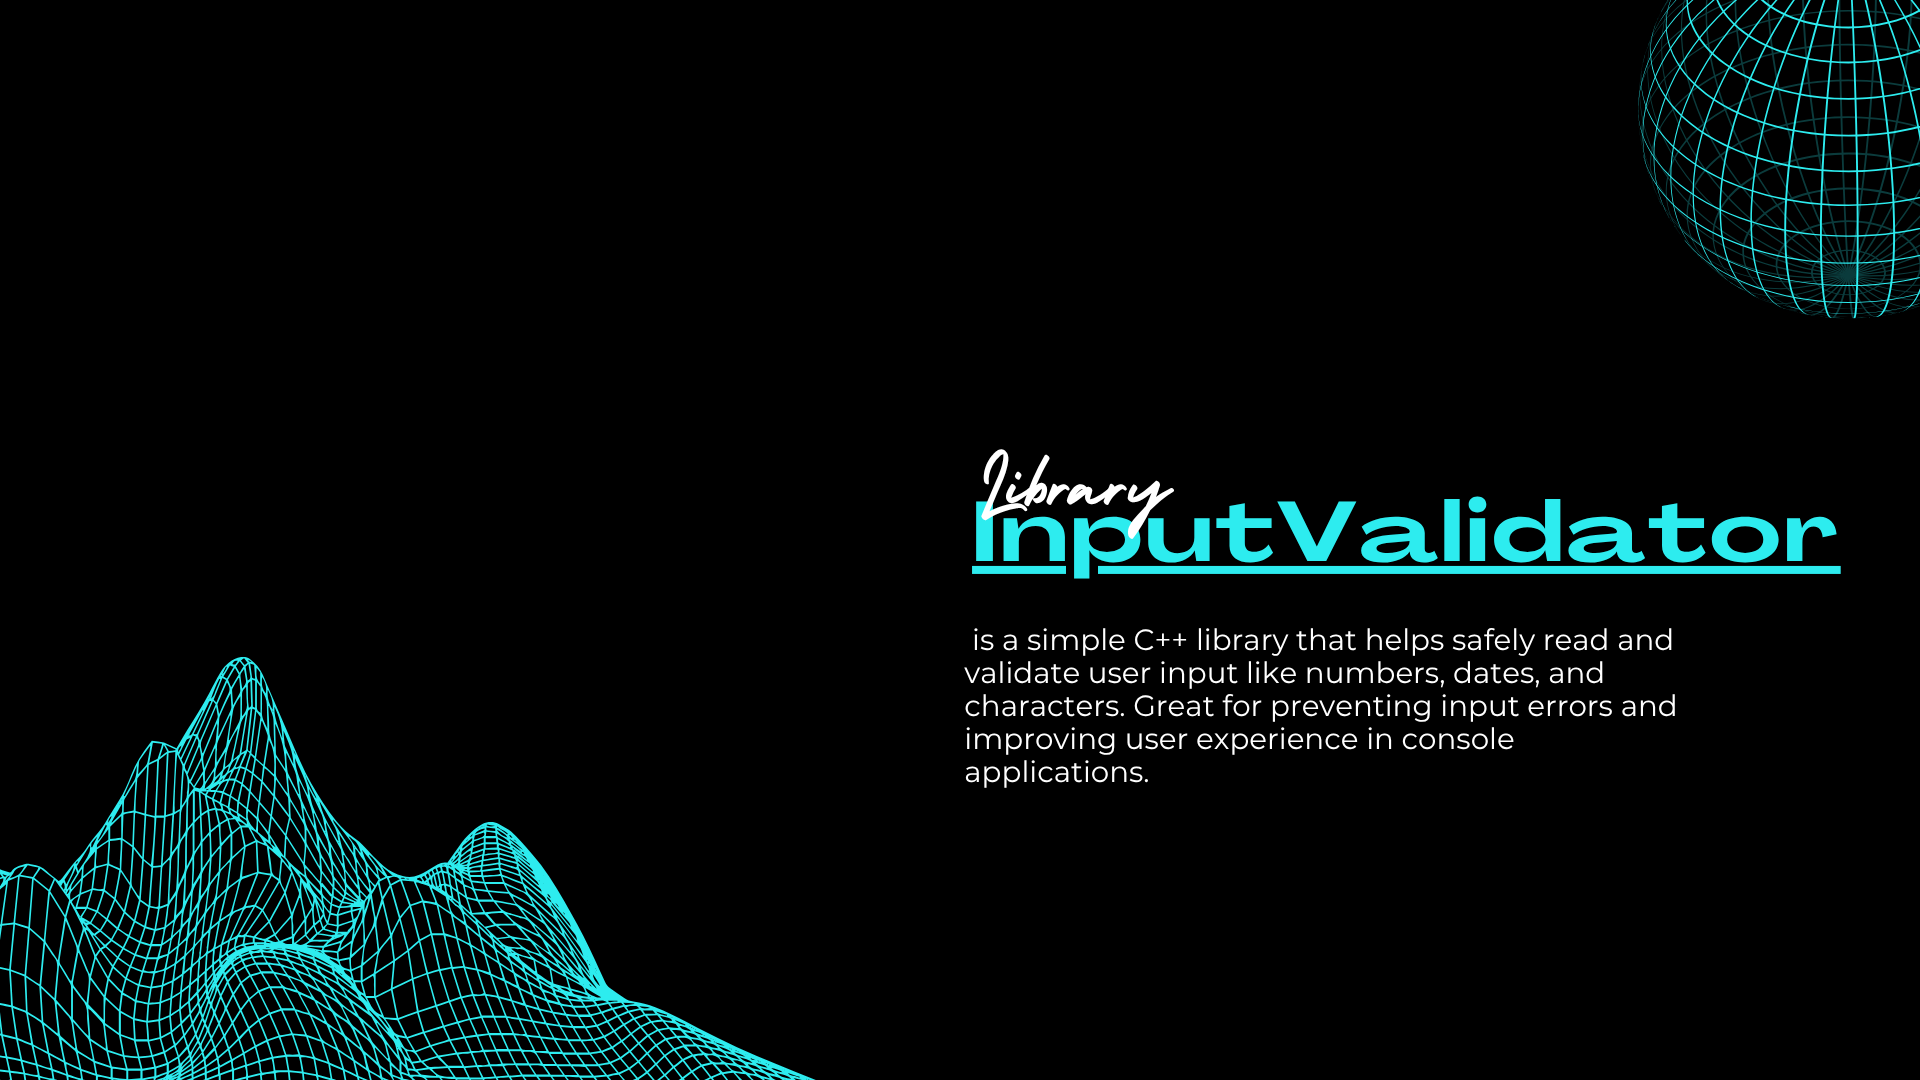 Library
InputValidator
is a simple C++ library that helps safely read and
validate user input like numbers, dates, and
characters. Great for preventing input errors and
improving user experience in console
applications.